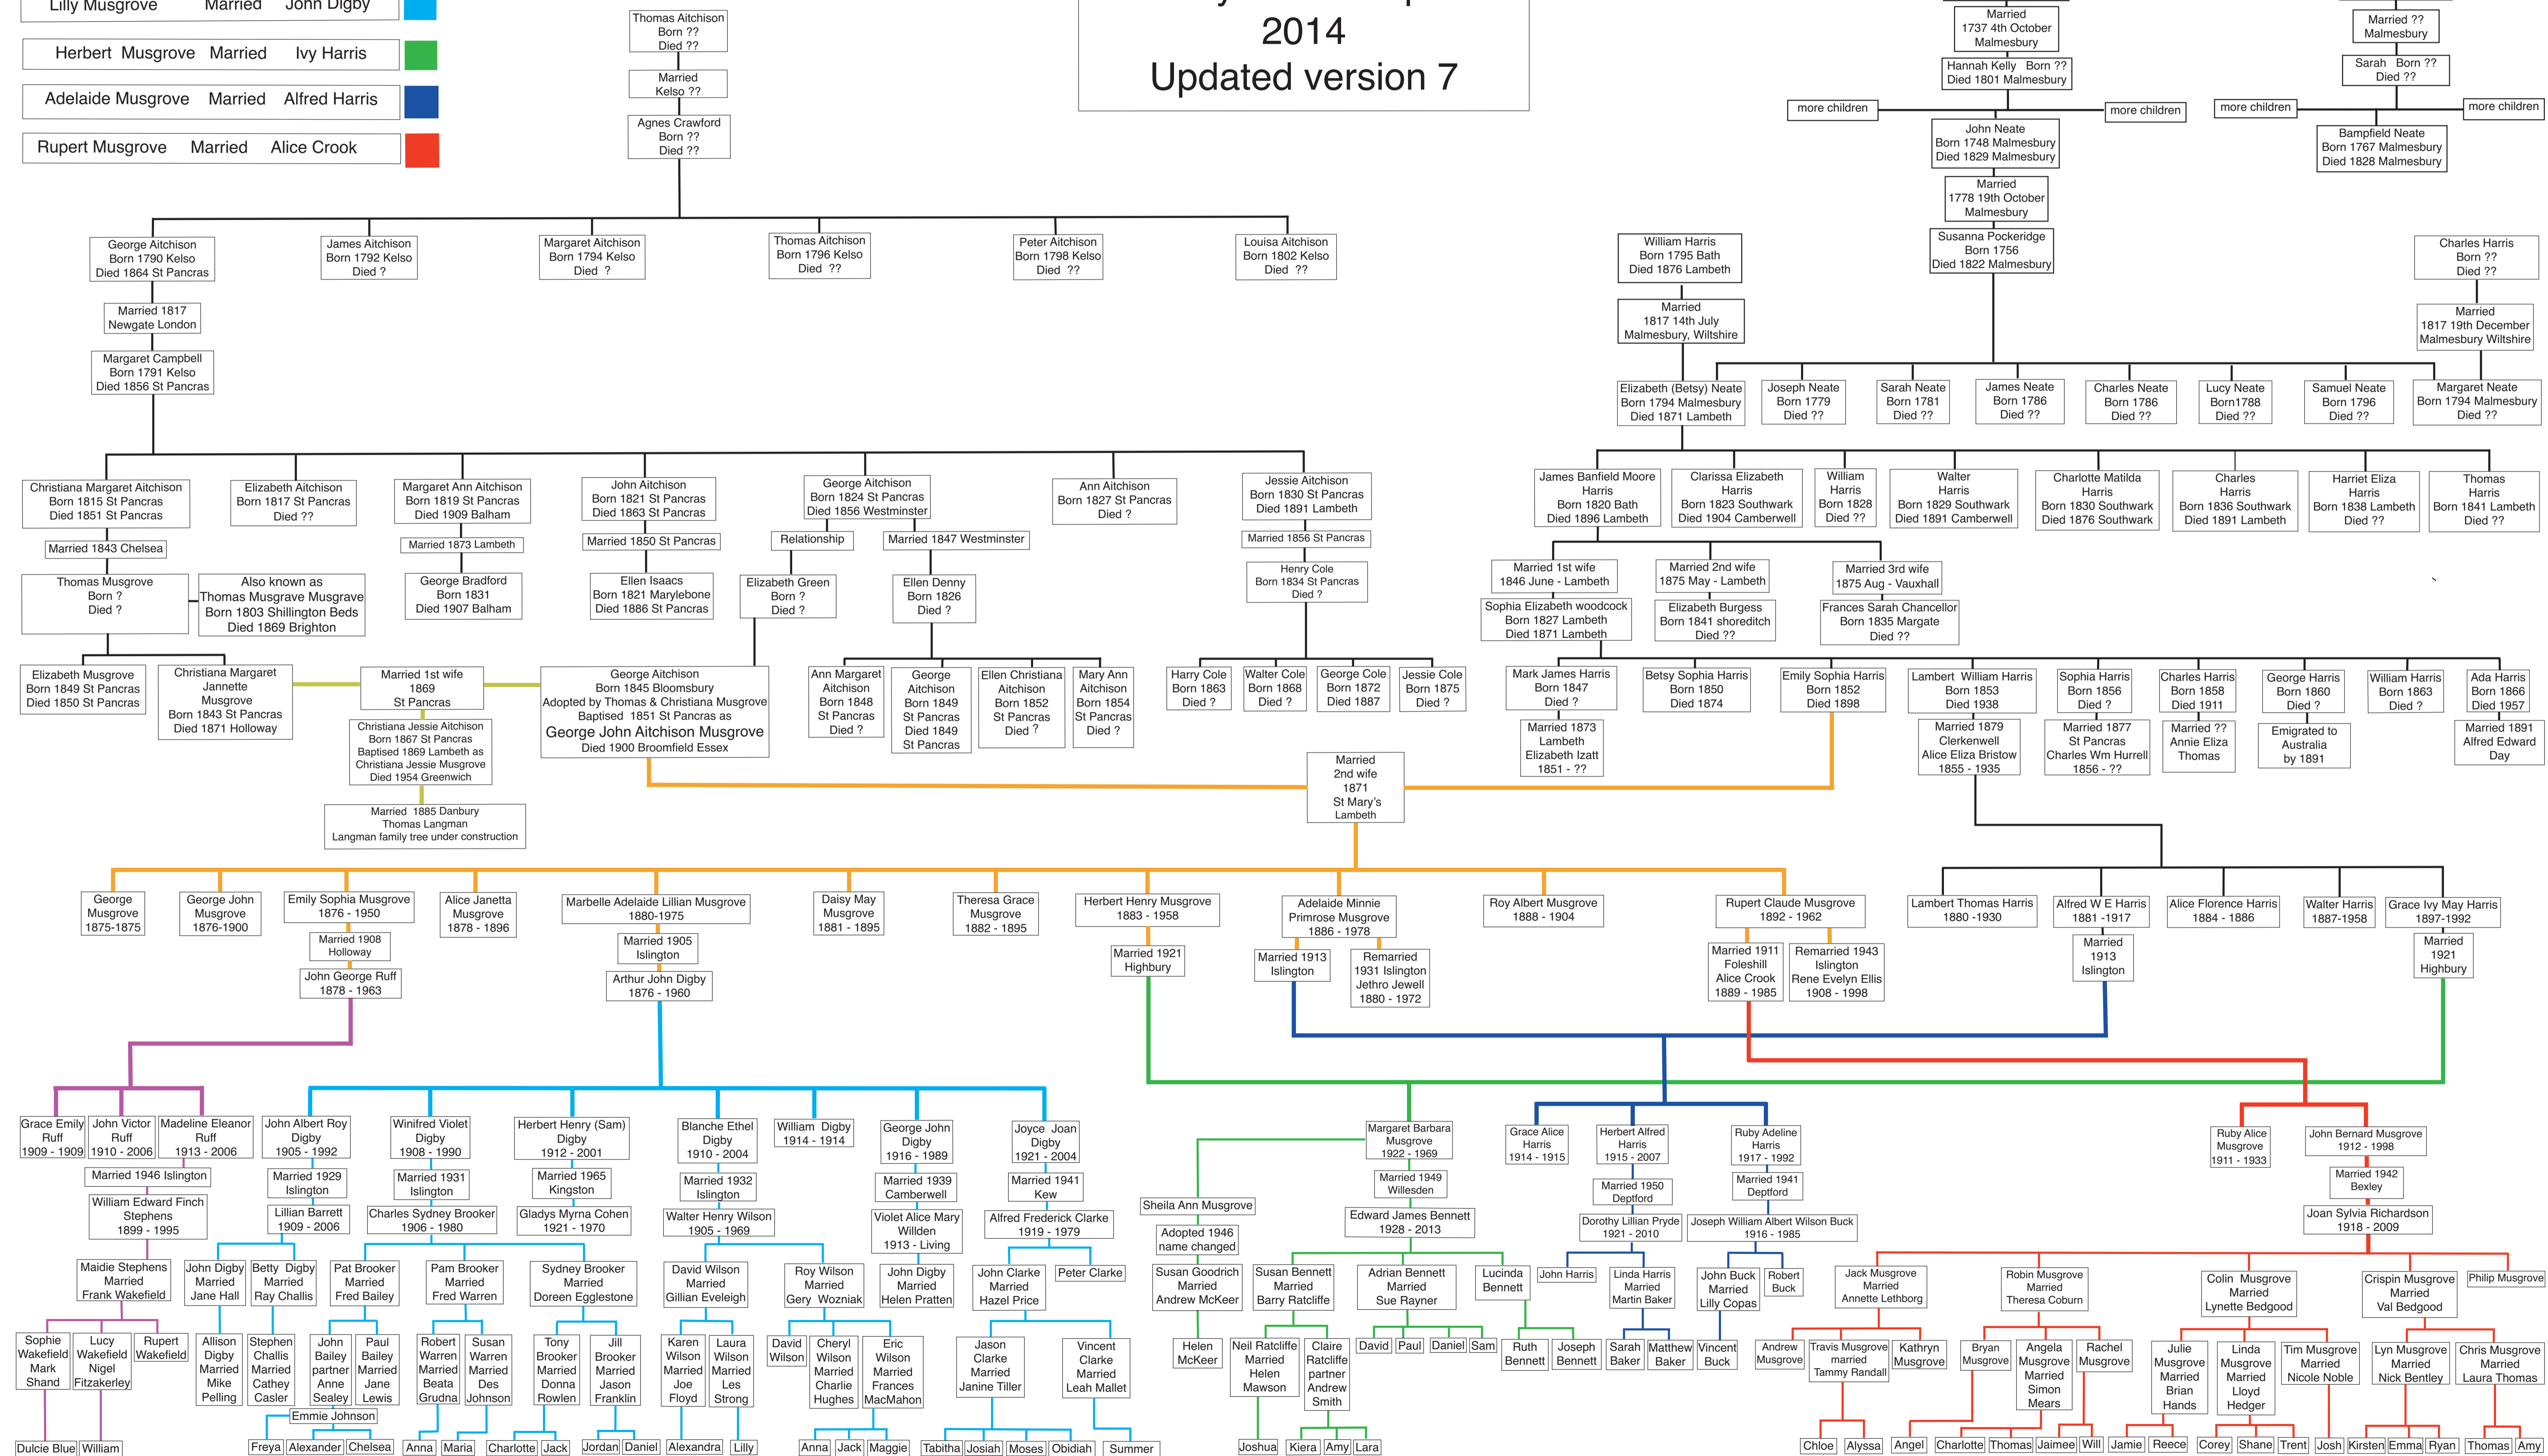 Lilly Musgrove Married John Digby
Herbert Musgrove Married Ivy Harris
Adelaide Musgrove Married Alfred Harris
Rupert Musgrove Married Alice Crook
2014
Updated version 7
Thomas Aitchison
Born ??
Died ??
Married
Kelso ??
Agnes Crawford
Born ??
Died ??
Married
1737 4th October
Malmesbury
Hannah Kelly Born ??
Died 1801 Malmesbury
more children
more children
John Neate
Born 1748 Malmesbury
Died 1829 Malmesbury
Married
1778 19th October
Malmesbury
Susanna Pockeridge
Born 1756
Died 1822 Malmesbury
Married ??
Malmesbury
Sarah Born ??
Died ??
more children
more children
Bampfield Neate
Born 1767 Malmesbury
Died 1828 Malmesbury
George Aitchison
Born 1790 Kelso
Died 1864 St Pancras
James Aitchison
Born 1792 Kelso
Died ?
Margaret Aitchison
Born 1794 Kelso
Died ?
Thomas Aitchison
Born 1796 Kelso
Died ??
Peter Aitchison
Born 1798 Kelso
Died ??
Louisa Aitchison
Born 1802 Kelso
Died ??
Married 1817
Newgate London
Margaret Campbell
Born 1791 Kelso
Died 1856 St Pancras
William Harris
Born 1795 Bath
Died 1876 Lambeth
Married
1817 14th July
Malmesbury, Wiltshire
Charles Harris
Born ??
Died ??
Married
1817 19th December
Malmesbury Wiltshire
Elizabeth (Betsy) Neate
Born 1794 Malmesbury
Died 1871 Lambeth
Joseph Neate
Born 1779
Died ??
Sarah Neate
Born 1781
Died ??
James Neate
Born 1786
Died ??
Charles Neate
Born 1786
Died ??
Lucy Neate
Born1788
Died ??
Samuel Neate
Born 1796
Died ??
Margaret Neate
Born 1794 Malmesbury
Died ??
Christiana Margaret Aitchison
Born 1815 St Pancras
Died 1851 St Pancras
Elizabeth Aitchison
Born 1817 St Pancras
Died ??
Margaret Ann Aitchison
Born 1819 St Pancras
Died 1909 Balham
John Aitchison
Born 1821 St Pancras
Died 1863 St Pancras
George Aitchison
Born 1824 St Pancras
Died 1856 Westminster
Ann Aitchison
Born 1827 St Pancras
Died ?
Jessie Aitchison
Born 1830 St Pancras
Died 1891 Lambeth
Married 1843 Chelsea
Married 1873 Lambeth
Married 1850 St Pancras
Relationship
Married 1847 Westminster
Married 1856 St Pancras
Thomas Musgrove
Born ?
Died ?
Also known as
Thomas Musgrave Musgrave
Born 1803 Shillington Beds
Died 1869 Brighton
George Bradford
Born 1831
Died 1907 Balham
Ellen Isaacs
Born 1821 Marylebone
Died 1886 St Pancras
Elizabeth Green
Born ?
Died ?
Ellen Denny
Born 1826
Died ?
Henry Cole
Born 1834 St Pancras
Died ?
James Banfield Moore
Harris
Born 1820 Bath
Died 1896 Lambeth
Clarissa Elizabeth
Harris
Born 1823 Southwark
Died 1904 Camberwell
William
Harris
Born 1828
Died ??
Walter
Harris
Born 1829 Southwark
Died 1891 Camberwell
Charlotte Matilda
Harris
Born 1830 Southwark
Died 1876 Southwark
Charles
Harris
Born 1836 Southwark
Died 1891 Lambeth
Harriet Eliza
Harris
Born 1838 Lambeth
Died ??
Thomas
Harris
Born 1841 Lambeth
Died ??
Married 1st wife
1846 June - Lambeth
Married 2nd wife
1875 May - Lambeth
Married 3rd wife
1875 Aug - Vauxhall
Sophia Elizabeth woodcock
Born 1827 Lambeth
Died 1871 Lambeth
Elizabeth Burgess
Born 1841 shoreditch
Died ??
Frances Sarah Chancellor
Born 1835 Margate
Died ??
Elizabeth Musgrove
Born 1849 St Pancras
Died 1850 St Pancras
Christiana Margaret
Jannette
Musgrove
Born 1843 St Pancras
Died 1871 Holloway
Married 1st wife
1869
St Pancras
Christiana Jessie Aitchison
Born 1867 St Pancras
Baptised 1869 Lambeth as
Christiana Jessie Musgrove
Died 1954 Greenwich
Married 1885 Danbury
Thomas Langman
Langman family tree under construction
George Aitchison
Born 1845 Bloomsbury
Adopted by Thomas & Christiana Musgrove
Baptised 1851 St Pancras as
George John Aitchison Musgrove
Died 1900 Broomfield Essex
Ann Margaret
Aitchison
Born 1848
St Pancras
Died ?
George
Aitchison
Born 1849
St Pancras
Died 1849
St Pancras
Ellen Christiana
Aitchison
Born 1852
St Pancras
Died ?
Mary Ann
Aitchison
Born 1854
St Pancras
Died ?
Harry Cole
Born 1863
Died ?
Walter Cole
Born 1868
Died ?
George Cole
Born 1872
Died 1887
Jessie Cole
Born 1875
Died ?
Mark James Harris
Born 1847
Died ?
Married 1873
Lambeth
Elizabeth Izatt
1851 - ??
Betsy Sophia Harris
Born 1850
Died 1874
Emily Sophia Harris
Born 1852
Died 1898
Lambert William Harris
Born 1853
Died 1938
Married 1879
Clerkenwell
Alice Eliza Bristow
1855 - 1935
Sophia Harris
Born 1856
Died ?
Married 1877
St Pancras
Charles Wm Hurrell
1856 - ??
Charles Harris
Born 1858
Died 1911
Married ??
Annie Eliza
Thomas
George Harris
Born 1860
Died ?
Emigrated to
Australia
by 1891
William Harris
Born 1863
Died ?
Ada Harris
Born 1866
Died 1957
Married 1891
Alfred Edward
Day
Married
2nd wife
1871
St Mary's
Lambeth
George
Musgrove
1875-1875
George John
Musgrove
1876-1900
Emily Sophia Musgrove
1876 - 1950
Married 1908
Holloway
John George Ruff
1878 - 1963
Alice Janetta
Musgrove
1878 - 1896
Marbelle Adelaide Lillian Musgrove
1880-1975
Married 1905
Islington
Arthur John Digby
1876 - 1960
Daisy May
Musgrove
1881 - 1895
Theresa Grace
Musgrove
1882 - 1895
Herbert Henry Musgrove
1883 - 1958
Married 1921
Highbury
Adelaide Minnie
Primrose Musgrove
1886 - 1978
Married 1913
Islington
Remarried
1931 Islington
Jethro Jewell
1880 - 1972
Roy Albert Musgrove
1888 - 1904
Rupert Claude Musgrove
1892 - 1962
Married 1911
Foleshill
Alice Crook
1889 - 1985
Remarried 1943
Islington
Rene Evelyn Ellis
1908 - 1998
Lambert Thomas Harris
1880 -1930
Alfred W E Harris
1881 -1917
Married
1913
Islington
Alice Florence Harris
1884 - 1886
Walter Harris
1887-1958
Grace Ivy May Harris
1897-1992
Married
1921
Highbury
Grace Emily
Ruff
1909 - 1909
John Victor
Ruff
1910 - 2006
Madeline Eleanor
Ruff
1913 - 2006
Married 1946 Islington
William Edward Finch
Stephens
1899 - 1995
Maidie Stephens
Married
Frank Wakefield
John Albert Roy
Digby
1905 - 1992
Married 1929
Islington
Lillian Barrett
1909 - 2006
Winifred Violet
Digby
1908 - 1990
Married 1931
Islington
Charles Sydney Brooker
1906 - 1980
Herbert Henry (Sam)
Digby
1912 - 2001
Married 1965
Kingston
Gladys Myrna Cohen
1921 - 1970
Blanche Ethel
Digby
1910 - 2004
Married 1932
Islington
Walter Henry Wilson
1905 - 1969
William Digby
1914 - 1914
George John
Digby
1916 - 1989
Married 1939
Camberwell
Violet Alice Mary
Willden
1913 - Living
Joyce Joan
Digby
1921 - 2004
Married 1941
Kew
Alfred Frederick Clarke
1919 - 1979
Sheila Ann Musgrove
Adopted 1946
name changed
Margaret Barbara
Musgrove
1922 - 1969
Married 1949
Willesden
Edward James Bennett
1928 - 2013
Grace Alice
Harris
1914 - 1915
Herbert Alfred
Harris
1915 - 2007
Married 1950
Deptford
Dorothy Lillian Pryde
1921 - 2010
Ruby Adeline
Harris
1917 - 1992
Married 1941
Deptford
Joseph William Albert Wilson Buck
1916 - 1985
Ruby Alice
Musgrove
1911 - 1933
John Bernard Musgrove
1912 - 1998
Married 1942
Bexley
Joan Sylvia Richardson
1918 - 2009
John Digby
Married
Jane Hall
Betty Digby
Married
Ray Challis
Pat Brooker
Married
Fred Bailey
Pam Brooker
Married
Fred Warren
Sydney Brooker
Married
Doreen Egglestone
David Wilson
Married
Gillian Eveleigh
Roy Wilson
Married
Gery Wozniak
John Digby
Married
Helen Pratten
John Clarke
Married
Hazel Price
Peter Clarke
Susan Goodrich
Married
Andrew McKeer
Susan Bennett
Married
Barry Ratcliffe
Adrian Bennett
Married
Sue Rayner
Lucinda
Bennett
John Harris
Linda Harris
Married
Martin Baker
John Buck
Married
Lilly Copas
Robert
Buck
Jack Musgrove
Married
Annette Lethborg
Robin Musgrove
Married
Theresa Coburn
Colin Musgrove
Married
Lynette Bedgood
Crispin Musgrove
Married
Val Bedgood
Philip Musgrove
Sophie
Wakefield
Mark
Shand
Lucy
Wakefield
Nigel
Fitzakerley
Rupert
Wakefield
Allison
Digby
Married
Mike
Pelling
Stephen
Challis
Married
Cathey
Casler
John
Bailey
partner
Anne
Sealey
Paul
Bailey
Married
Jane
Lewis
Robert
Warren
Married
Beata
Grudna
Susan
Warren
Married
Des
Johnson
Tony
Brooker
Married
Donna
Rowlen
Jill
Brooker
Married
Jason
Franklin
Karen
Wilson
Married
Joe
Floyd
Laura
Wilson
Married
Les
Strong
David
Wilson
Cheryl
Wilson
Married
Charlie
Hughes
Eric
Wilson
Married
Frances
MacMahon
Jason
Clarke
Married
Janine Tiller
Vincent
Clarke
Married
Leah Mallet
Helen
McKeer
Neil Ratcliffe
Married
Helen
Mawson
Claire
Ratcliffe
partner
Andrew
Smith
David
Paul
Daniel
Sam
Ruth
Bennett
Joseph
Bennett
Sarah
Baker
Matthew
Baker
Vincent
Buck
Andrew
Musgrove
Travis Musgrove
married
Tammy Randall
Kathryn
Musgrove
Bryan
Musgrove
Angela
Musgrove
Married
Simon
Mears
Rachel
Musgrove
Julie
Musgrove
Married
Brian
Hands
Linda
Musgrove
Married
Lloyd
Hedger
Tim Musgrove
Married
Nicole Noble
Lyn Musgrove
Married
Nick Bentley
Chris Musgrove
Married
Laura Thomas
Emmie Johnson
Dulcie Blue
William
Freya
Alexander
Chelsea
Anna
Maria
Charlotte
Jack
Jordan
Daniel
Alexandra
Lilly
Anna
Jack
Maggie
Tabitha
Josiah
Moses
Obidiah
Summer
Joshua
Kiera
Amy
Lara
Chloe
Alyssa
Angel
Charlotte
Thomas
Jaimee
Will
Jamie
Reece
Corey
Shane
Trent
Josh
Kirsten
Emma
Ryan
Thomas